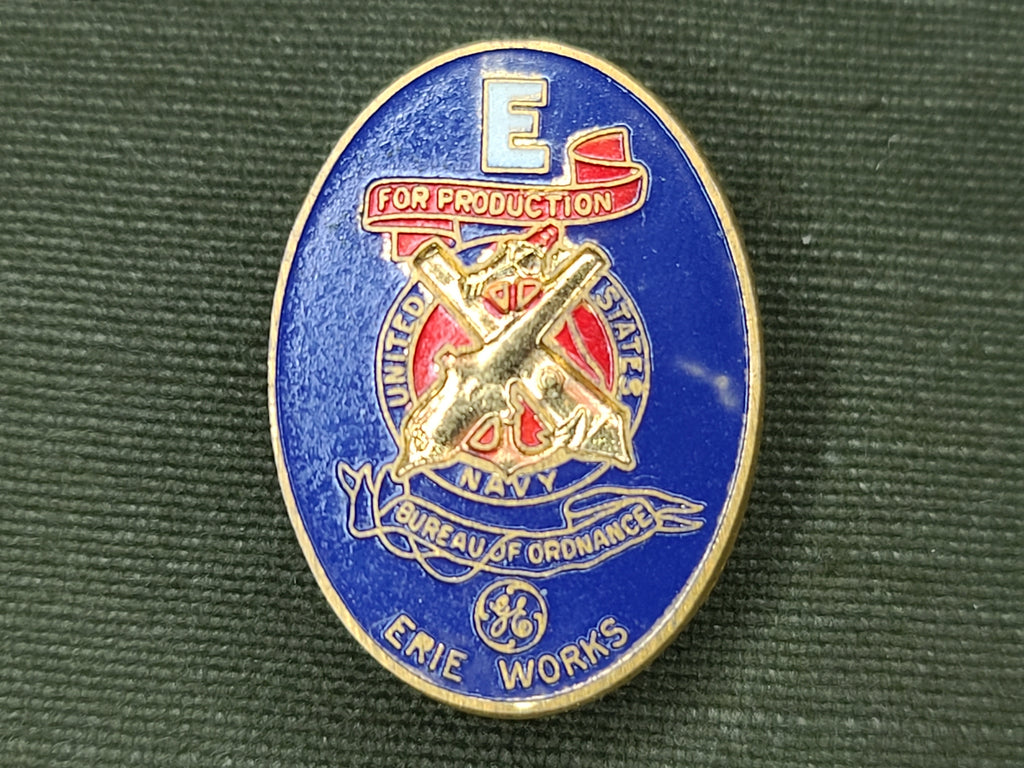 E
FOR PRODUCTION
UNITED STATES
NAVY
BUREAU OF ORDNANCE
GE
ERIE WORKS